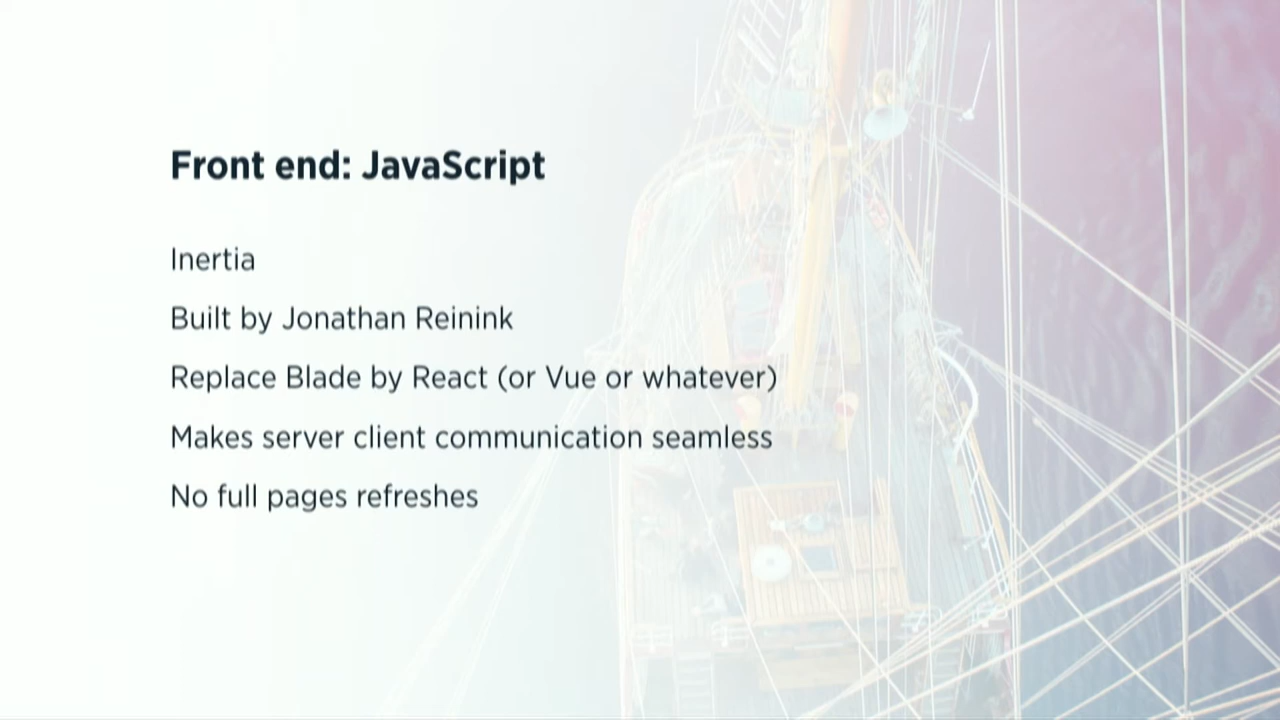 Front end: JavaScript
Inertia
Built by Jonathan Reinink
Replace Blade by React (or Vue or whatever)
Makes server client communication seamless
No full pages refreshes